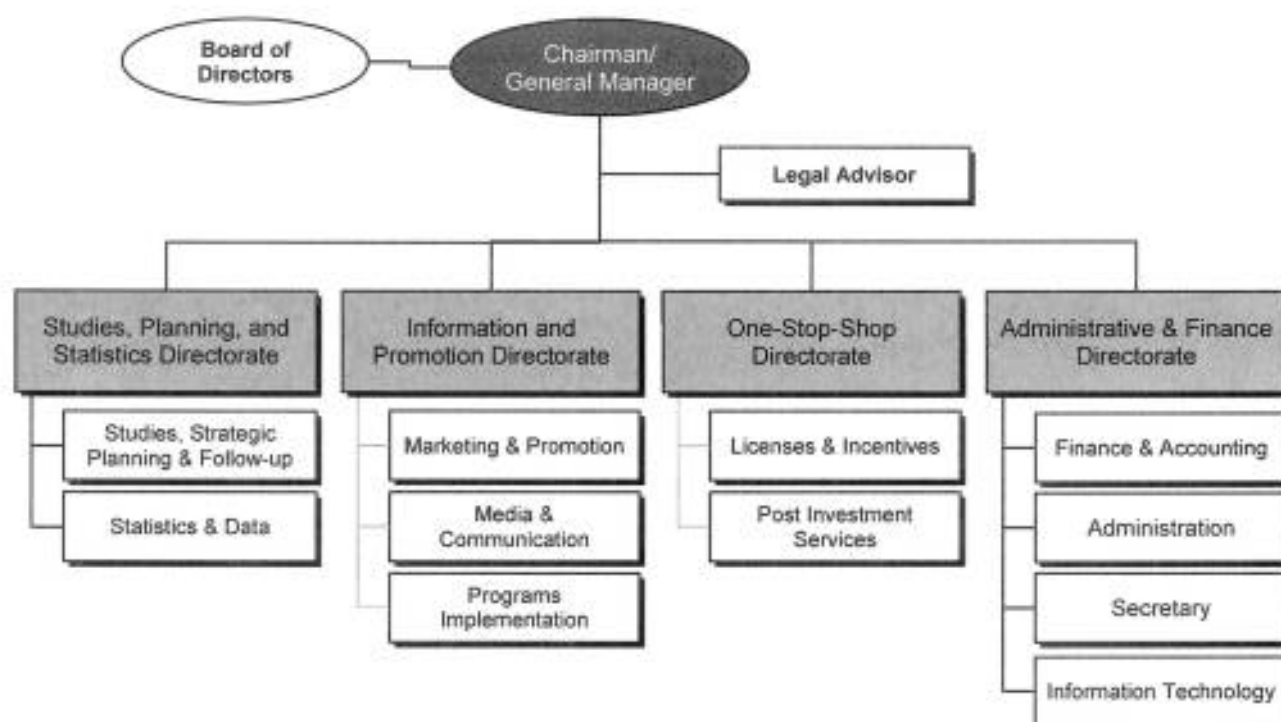 Board of
Directors
Chairman/
General Manager
Legal Advisor
Studies, Planning, and
Statistics Directorate
Information and
Promotion Directorate
One-Stop-Shop
Directorate
Administrative & Finance
Directorate
Studies, Strategic
Planning & Follow-up
Statistics & Data
Marketing & Promotion
Media &
Communication
Programs
Implementation
Licenses & Incentives
Post Investment
Services
Finance & Accounting
Administration
Secretary
Information Technology